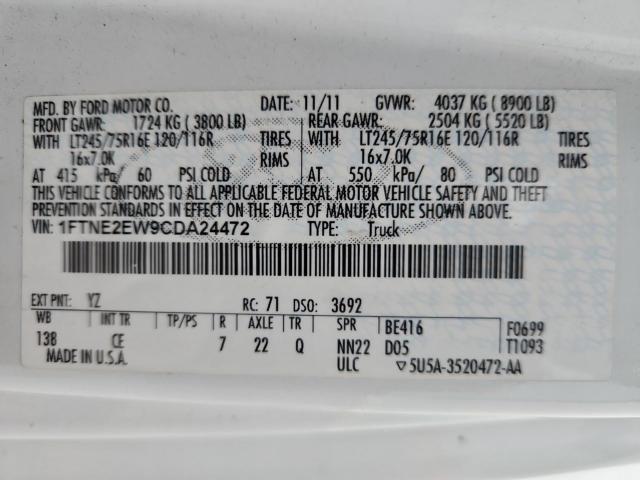 MFD. BY FORD MOTOR CO. DATE: 11/11 GVWR: 4037 KG ( 8900 LB)
FRONT GAWR: 1724 KG ( 3800 LB) REAR GAWR: 2504 KG ( 5520 LB)
WITH LT245/75R16E 120/116R TIRES WITH LT245/75R16E 120/116R TIRES
16x7.0K RIMS 16x7.0K RIMS
AT 415 kPa/ 60 PSI COLD AT 550 kPa/ 80 PSI COLD
THIS VEHICLE CONFORMS TO ALL APPLICABLE FEDERAL MOTOR VEHICLE SAFETY AND THEFT
PREVENTION STANDARDS IN EFFECT ON THE DATE OF MANUFACTURE SHOWN ABOVE.
VIN: 1FTNE2EW9CDA24472 TYPE: Truck
EXT PNT: YZ RC: 71 DSO: 3692
WB INT TR TP/PS R AXLE TR SPR BE416 F0699
138 CE 7 22 Q NN22 D05 T1093
MADE IN U.S.A. ULC ▽5U5A-3520472-AA